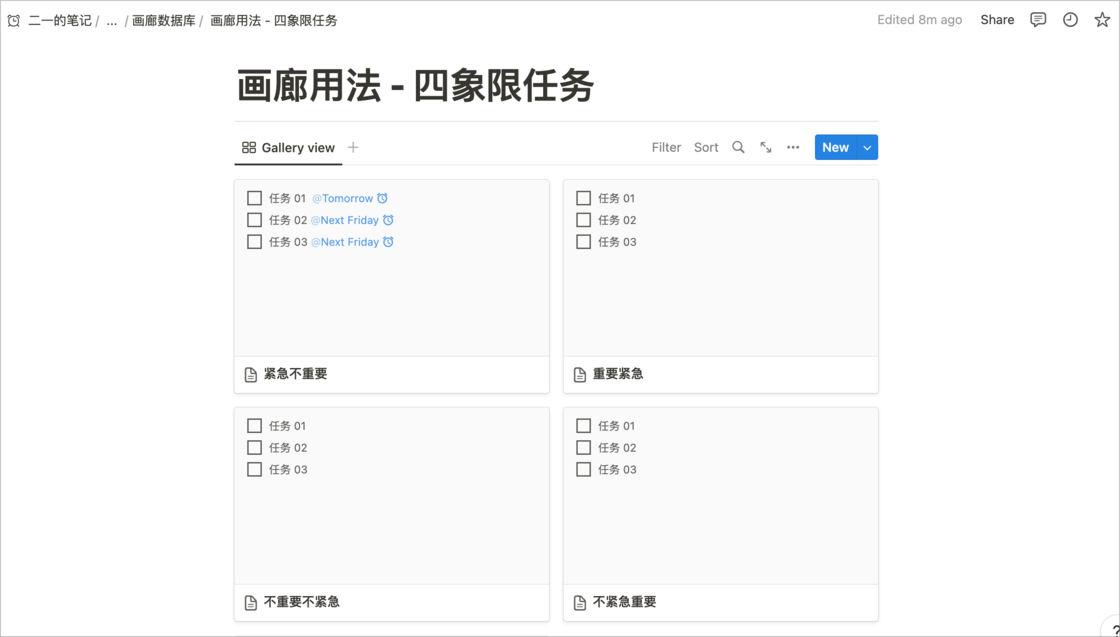 二一的笔记 / ... / 画廊数据库 / 画廊用法 - 四象限任务
Edited 8m ago Share
画廊用法 - 四象限任务
Gallery view
Filter Sort ••• New
任务 01 @Tomorrow
任务 02 @Next Friday
任务 03 @Next Friday
紧急不重要
任务 01
任务 02
任务 03
重要紧急
任务 01
任务 02
任务 03
不重要不紧急
任务 01
任务 02
任务 03
不紧急重要
?